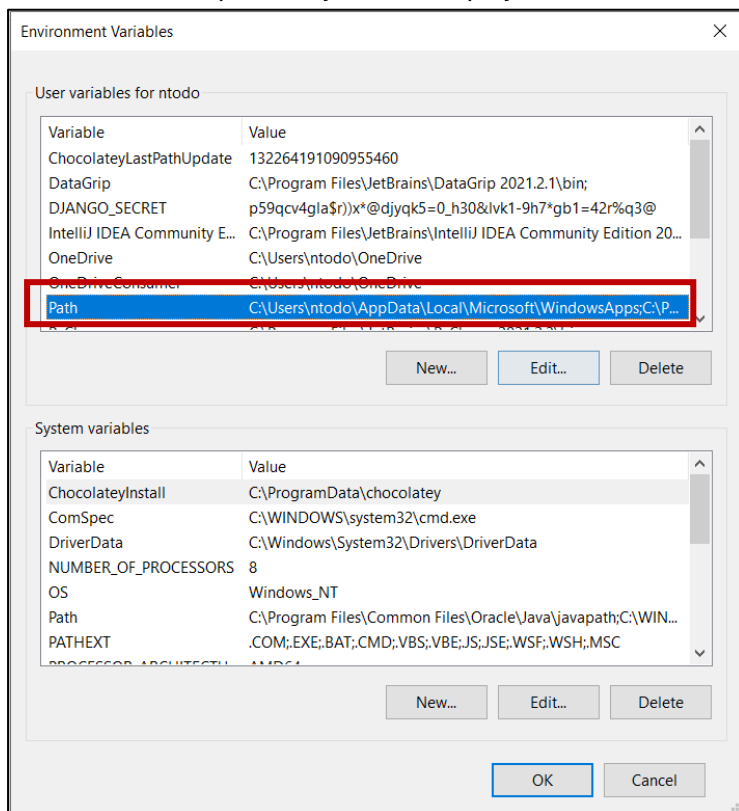 Environment Variables
User variables for ntodo
Variable Value
ChocolateyLastPathUpdate 132264191090955460
DataGrip C:\Program Files\JetBrains\DataGrip 2021.2.1\bin;
DJANGO_SECRET p59qcv4gla$r))x*@djyqk5=0_h30&lvk1-9h7*gb1=42r%q3@
IntelliJ IDEA Community E... C:\Program Files\JetBrains\IntelliJ IDEA Community Edition 20...
OneDrive C:\Users\ntodo\OneDrive
OneDriveConsumer C:\Users\ntodo\OneDrive
Path C:\Users\ntodo\AppData\Local\Microsoft\WindowsApps;C:\P...
New... Edit... Delete
System variables
Variable Value
ChocolateyInstall C:\ProgramData\chocolatey
ComSpec C:\WINDOWS\system32\cmd.exe
DriverData C:\Windows\System32\Drivers\DriverData
NUMBER_OF_PROCESSORS 8
OS Windows_NT
Path C:\Program Files\Common Files\Oracle\Java\javapath;C:\WIN...
PATHEXT .COM;.EXE;.BAT;.CMD;.VBS;.VBE;.JS;.JSE;.WSF;.WSH;.MSC
New... Edit... Delete
OK Cancel